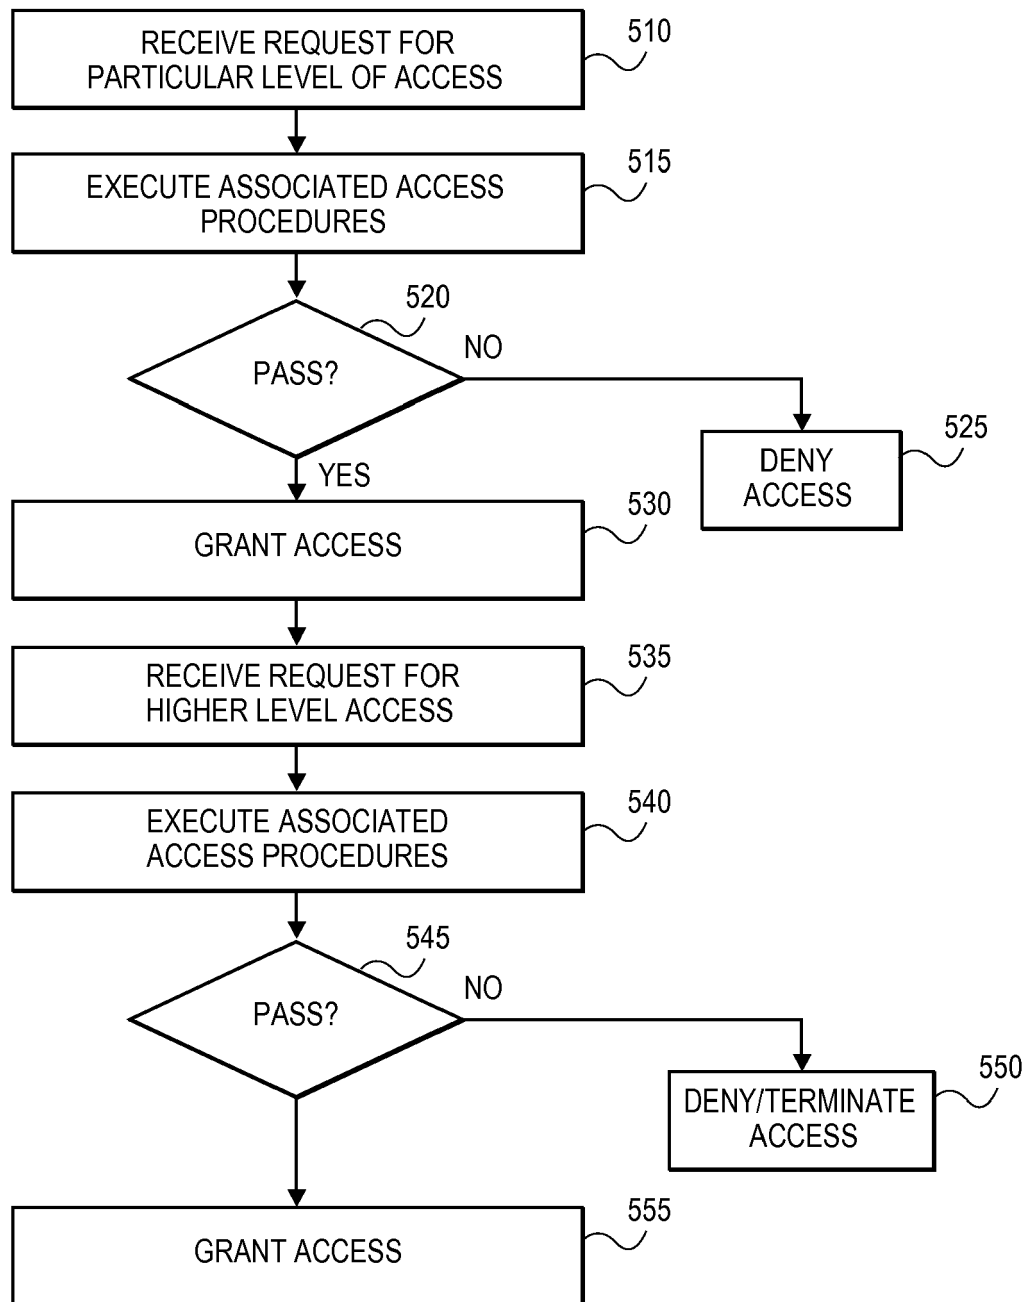 RECEIVE REQUEST FOR
PARTICULAR LEVEL OF ACCESS
510
EXECUTE ASSOCIATED ACCESS
PROCEDURES
515
520
PASS?
NO
YES
DENY
ACCESS
525
GRANT ACCESS
530
RECEIVE REQUEST FOR
HIGHER LEVEL ACCESS
535
EXECUTE ASSOCIATED
ACCESS PROCEDURES
540
545
PASS?
NO
DENY/TERMINATE
ACCESS
550
GRANT ACCESS
555